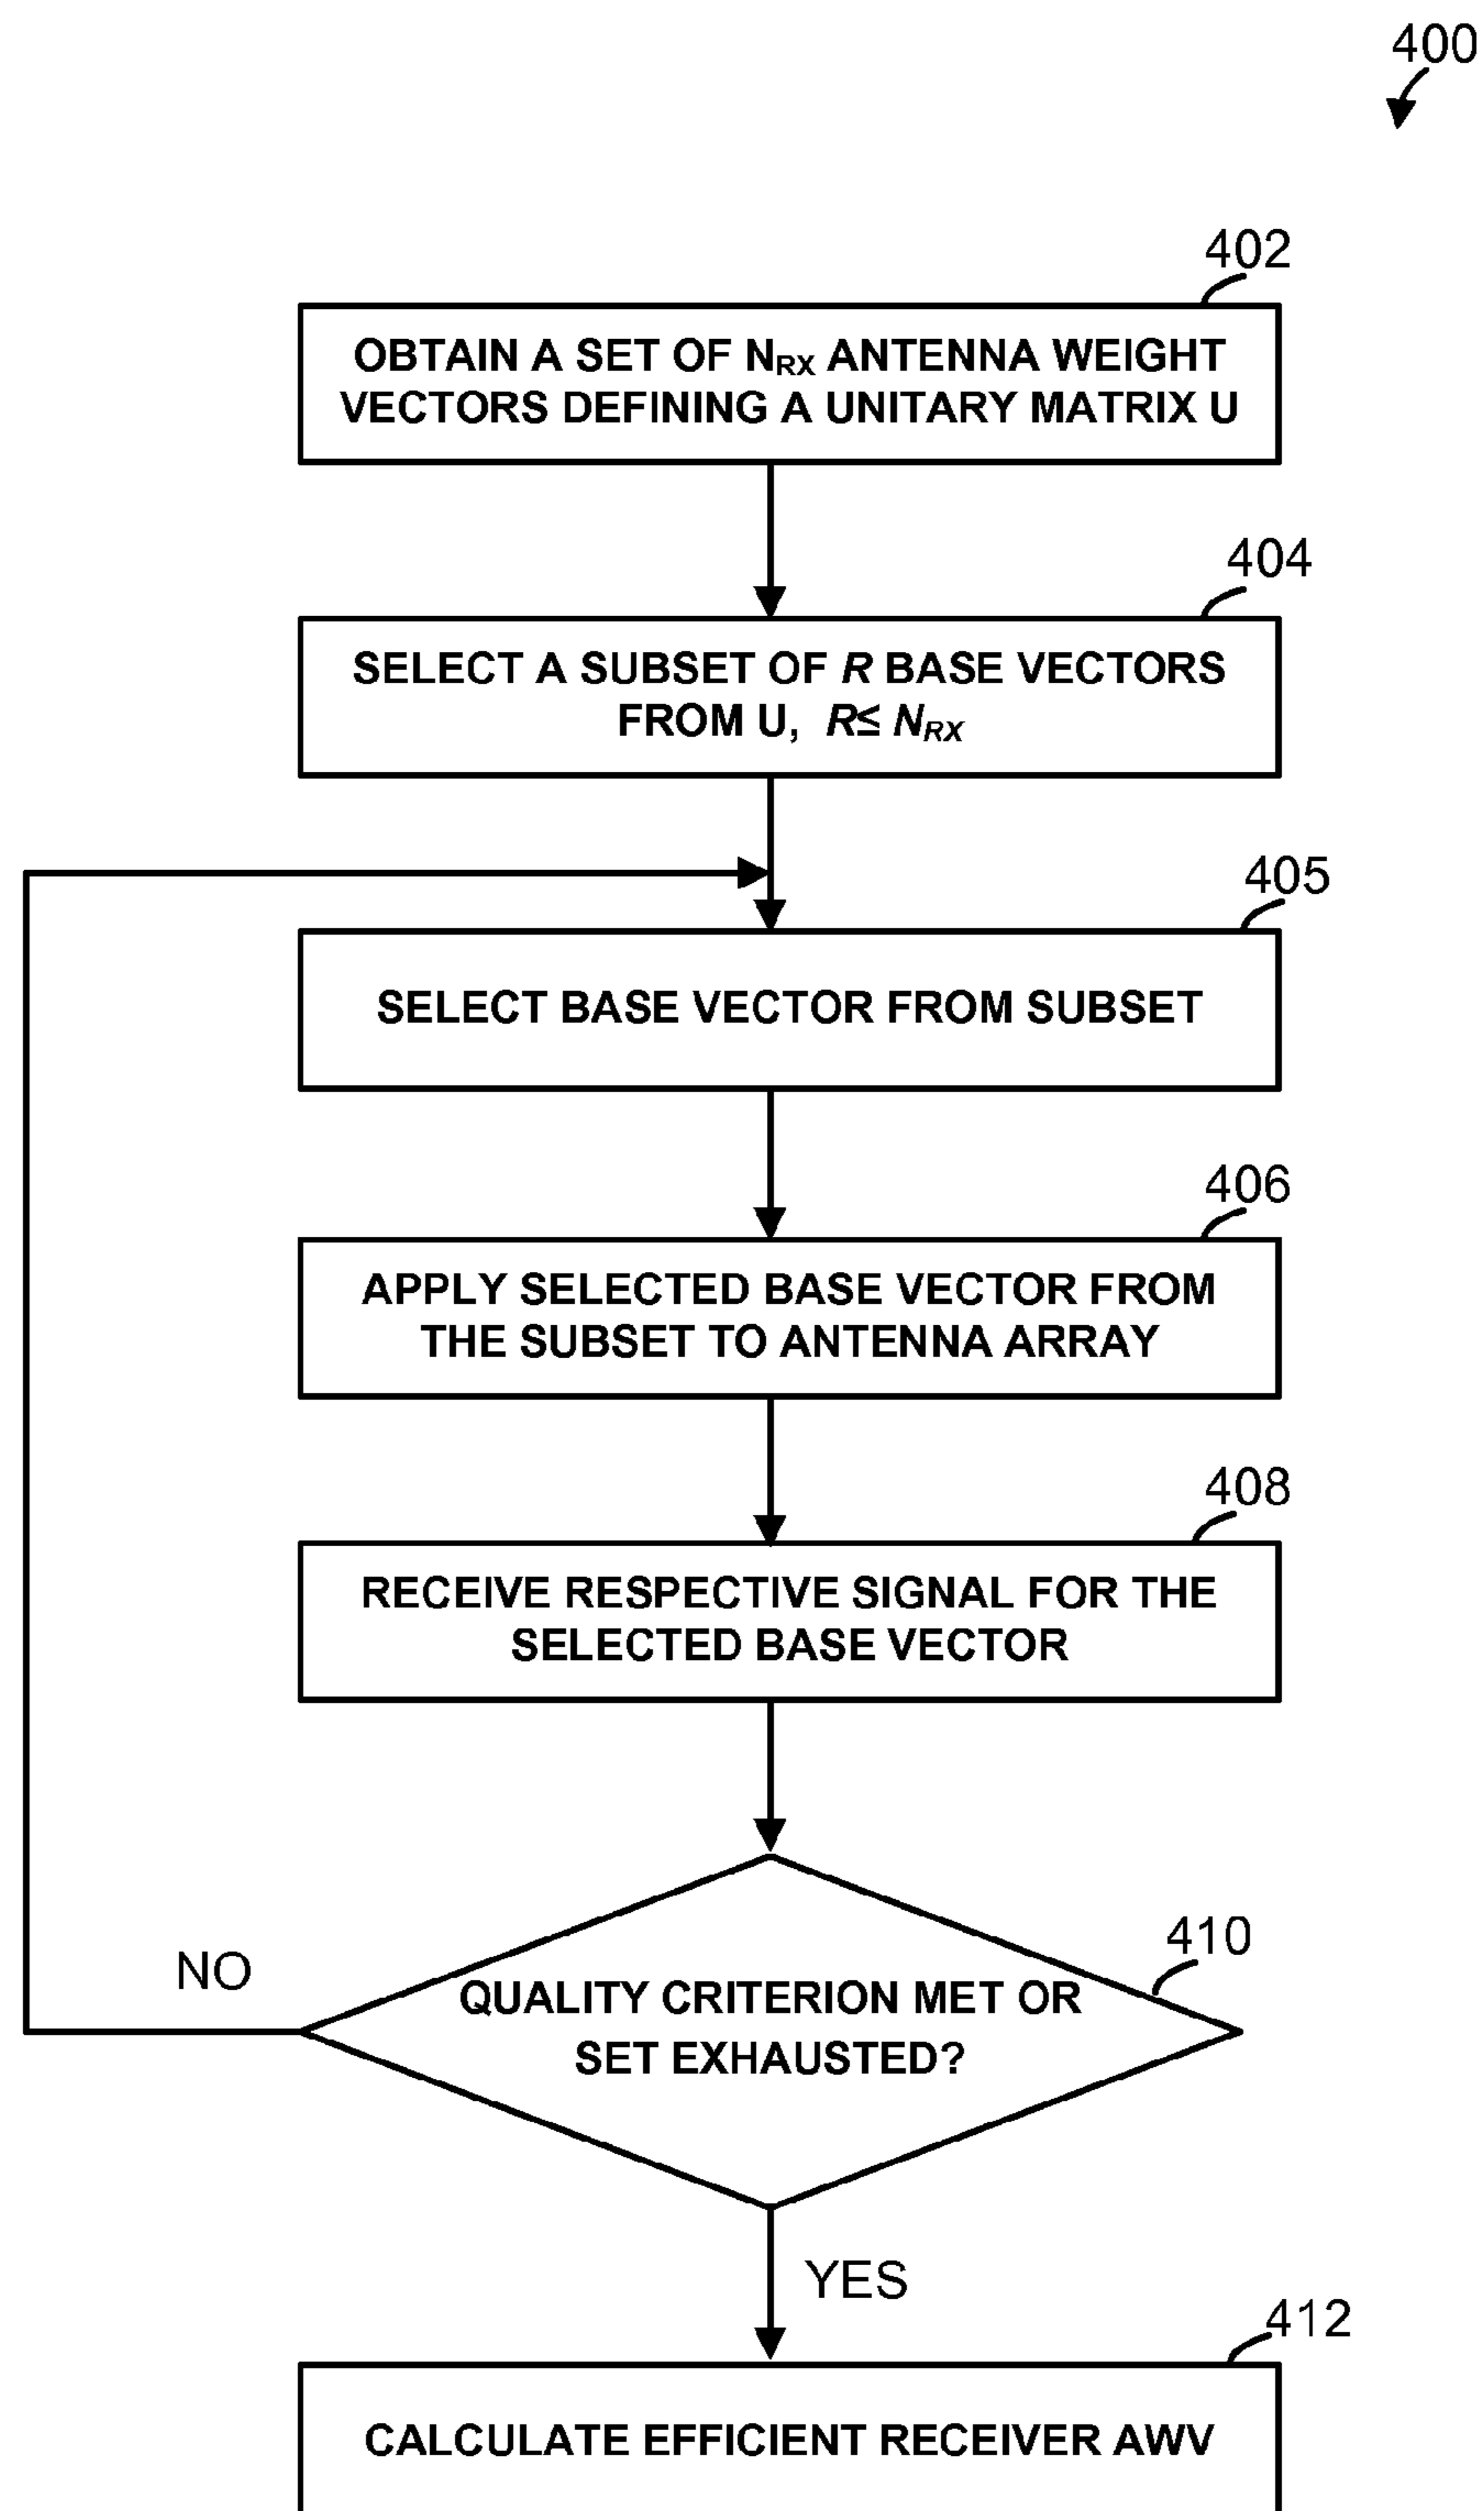 400
402
OBTAIN A SET OF N_RX ANTENNA WEIGHT
VECTORS DEFINING A UNITARY MATRIX U
404
SELECT A SUBSET OF R BASE VECTORS
FROM U, R≤ N_RX
405
SELECT BASE VECTOR FROM SUBSET
406
APPLY SELECTED BASE VECTOR FROM
THE SUBSET TO ANTENNA ARRAY
408
RECEIVE RESPECTIVE SIGNAL FOR THE
SELECTED BASE VECTOR
410
NO
QUALITY CRITERION MET OR
SET EXHAUSTED?
YES
412
CALCULATE EFFICIENT RECEIVER AWV